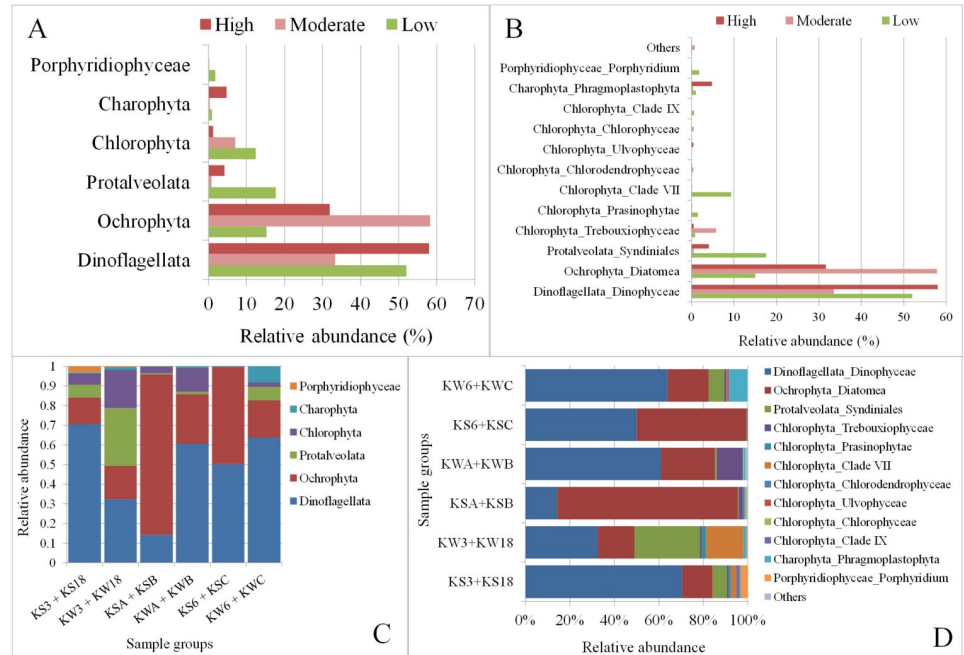 A
High Moderate Low
Porphyridiophyceae
Charophyta
Chlorophyta
Protalveolata
Ochrophyta
Dinoflagellata
0 10 20 30 40 50 60 70
Relative abundance (%)
B
High Moderate Low
Others
Porphyridiophyceae_Porphyridium
Charophyta_Phragmoplastophyta
Chlorophyta_Clade IX
Chlorophyta_Chlorophyceae
Chlorophyta_Ulvophyceae
Chlorophyta_Chlorodendrophyceae
Chlorophyta_Clade VII
Chlorophyta_Prasinophytae
Chlorophyta_Trebouxiophyceae
Protalveolata_Syndiniales
Ochrophyta_Diatomea
Dinoflagellata_Dinophyceae
0 10 20 30 40 50 60
Relative abundance (%)
Relative abundance
1
0.9
0.8
0.7
0.6
0.5
0.4
0.3
0.2
0.1
0
KS3 + KS18
KW3 + KW18
KSA + KSB
KWA + KWB
KS6 + KSC
KW6 + KWC
Sample groups
Porphyridiophyceae
Charophyta
Chlorophyta
Protalveolata
Ochrophyta
Dinoflagellata
C
Sample groups
KW6+KWC
KS6+KSC
KWA+KWB
KSA+KSB
KW3+KW18
KS3+KS18
0% 20% 40% 60% 80% 100%
Relative abundance
Dinoflagellata_Dinophyceae
Ochrophyta_Diatomea
Protalveolata_Syndiniales
Chlorophyta_Trebouxiophyceae
Chlorophyta_Prasinophytae
Chlorophyta_Clade VII
Chlorophyta_Chlorodendrophyceae
Chlorophyta_Ulvophyceae
Chlorophyta_Chlorophyceae
Chlorophyta_Clade IX
Charophyta_Phragmoplastophyta
Porphyridiophyceae_Porphyridium
Others
D